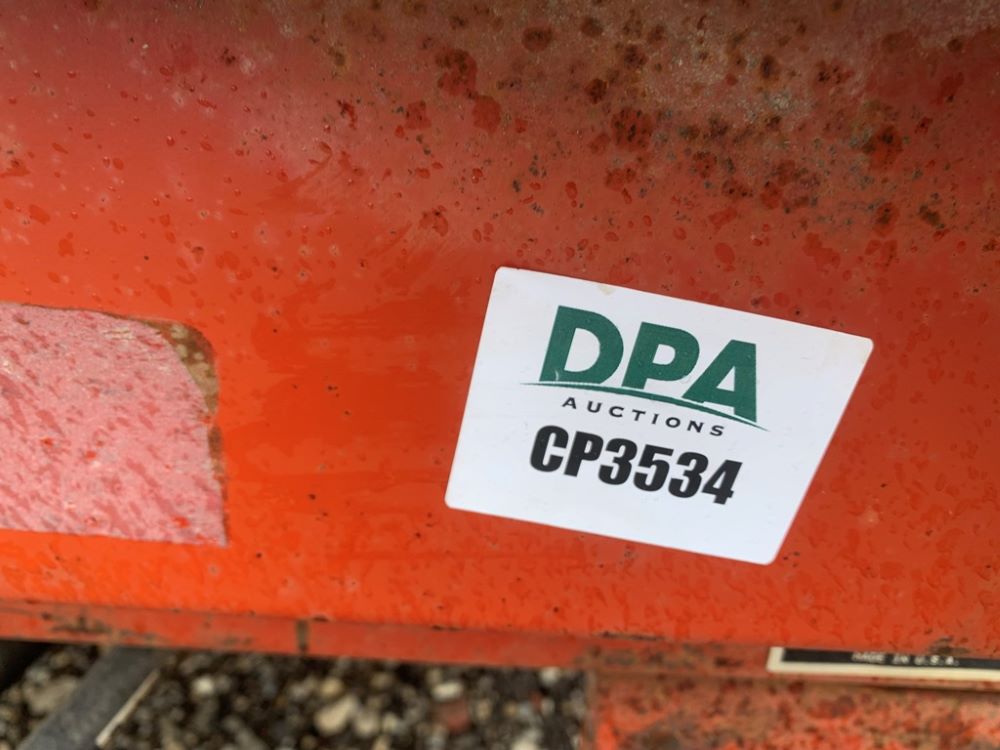 DPA
AUCTIONS
CP3534
MADE IN U.S.A.